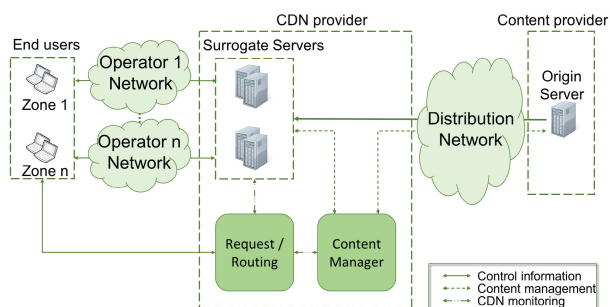 CDN provider
Content provider
End users
Surrogate Servers
Operator 1
Network
Zone 1
Origin
Server
Distribution
Network
Operator n
Network
Zone n
Request /
Routing
Content
Manager
Control information
Content management
CDN monitoring